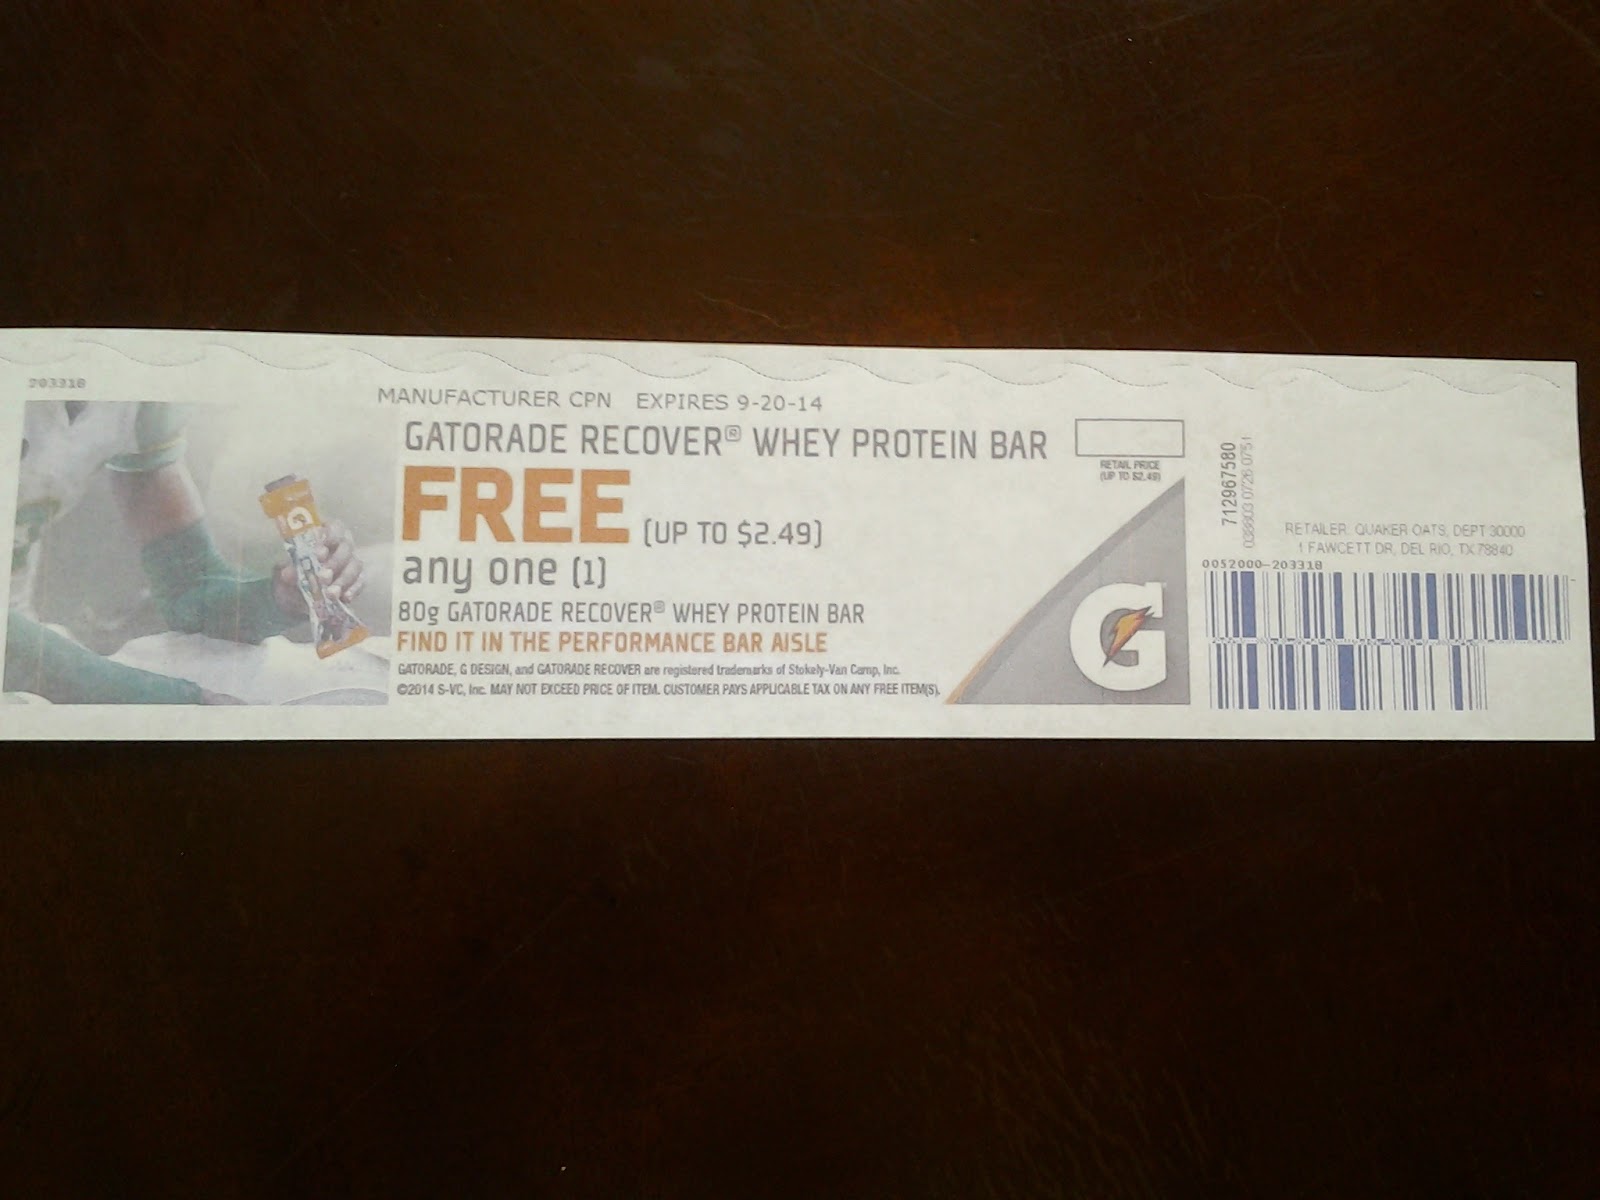 203318
MANUFACTURER CPN EXPIRES 9-20-14
GATORADE RECOVER® WHEY PROTEIN BAR
FREE (UP TO $2.49)
any one (1)
80g GATORADE RECOVER® WHEY PROTEIN BAR
FIND IT IN THE PERFORMANCE BAR AISLE
GATORADE, G DESIGN, and GATORADE RECOVER are registered trademarks of Stokely-Van Camp, Inc.
©2014 S-VC, Inc. MAY NOT EXCEED PRICE OF ITEM. CUSTOMER PAYS APPLICABLE TAX ON ANY FREE ITEM(S).
RETAIL PRICE
(UP TO $2.49)
G
712967580
038803 0726 0751
RETAILER: QUAKER OATS, DEPT 30000
1 FAWCETT DR, DEL RIO, TX 78840
0052000-203318